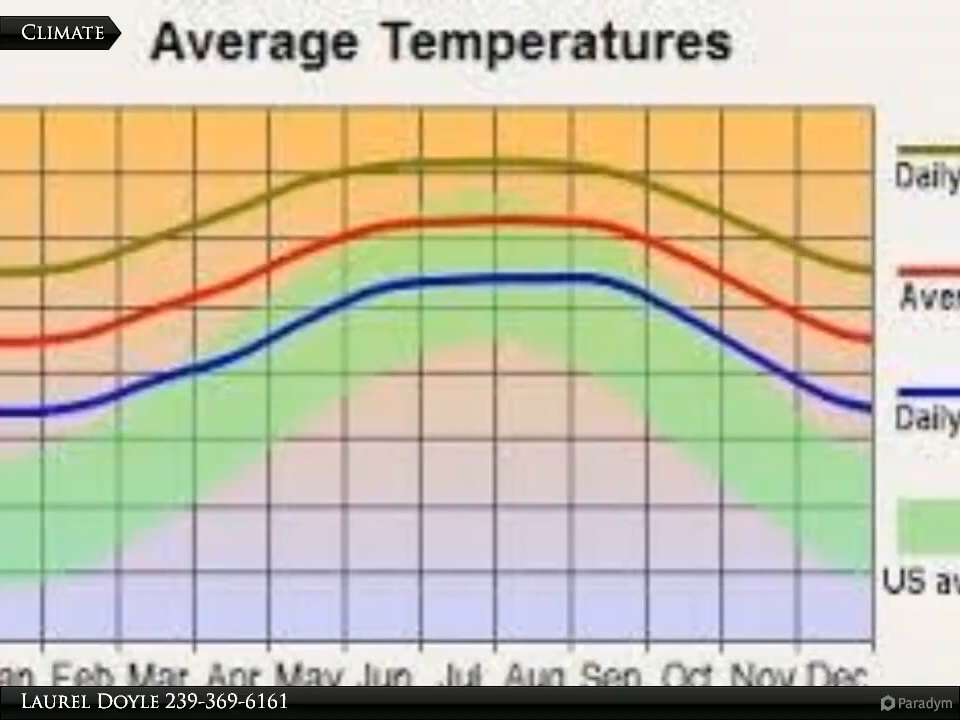 CLIMATE
Average Temperatures
Daily
Aver
Daily
US av
an Feb Mar Apr May Jun Jul Aug Sep Oct Nov Dec
LAUREL DOYLE 239-369-6161
Paradym